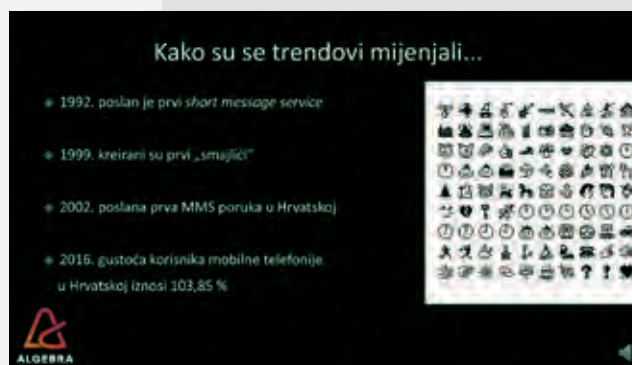 Kako su se trendovi mijenjali...
1992. poslan je prvi short message service
1999. kreirani su prvi „smajlići“
2002. poslana prva MMS poruka u Hrvatskoj
2016. gustoća korisnika mobilne telefonije
u Hrvatskoj iznosi 103,85 %
ALGEBRA